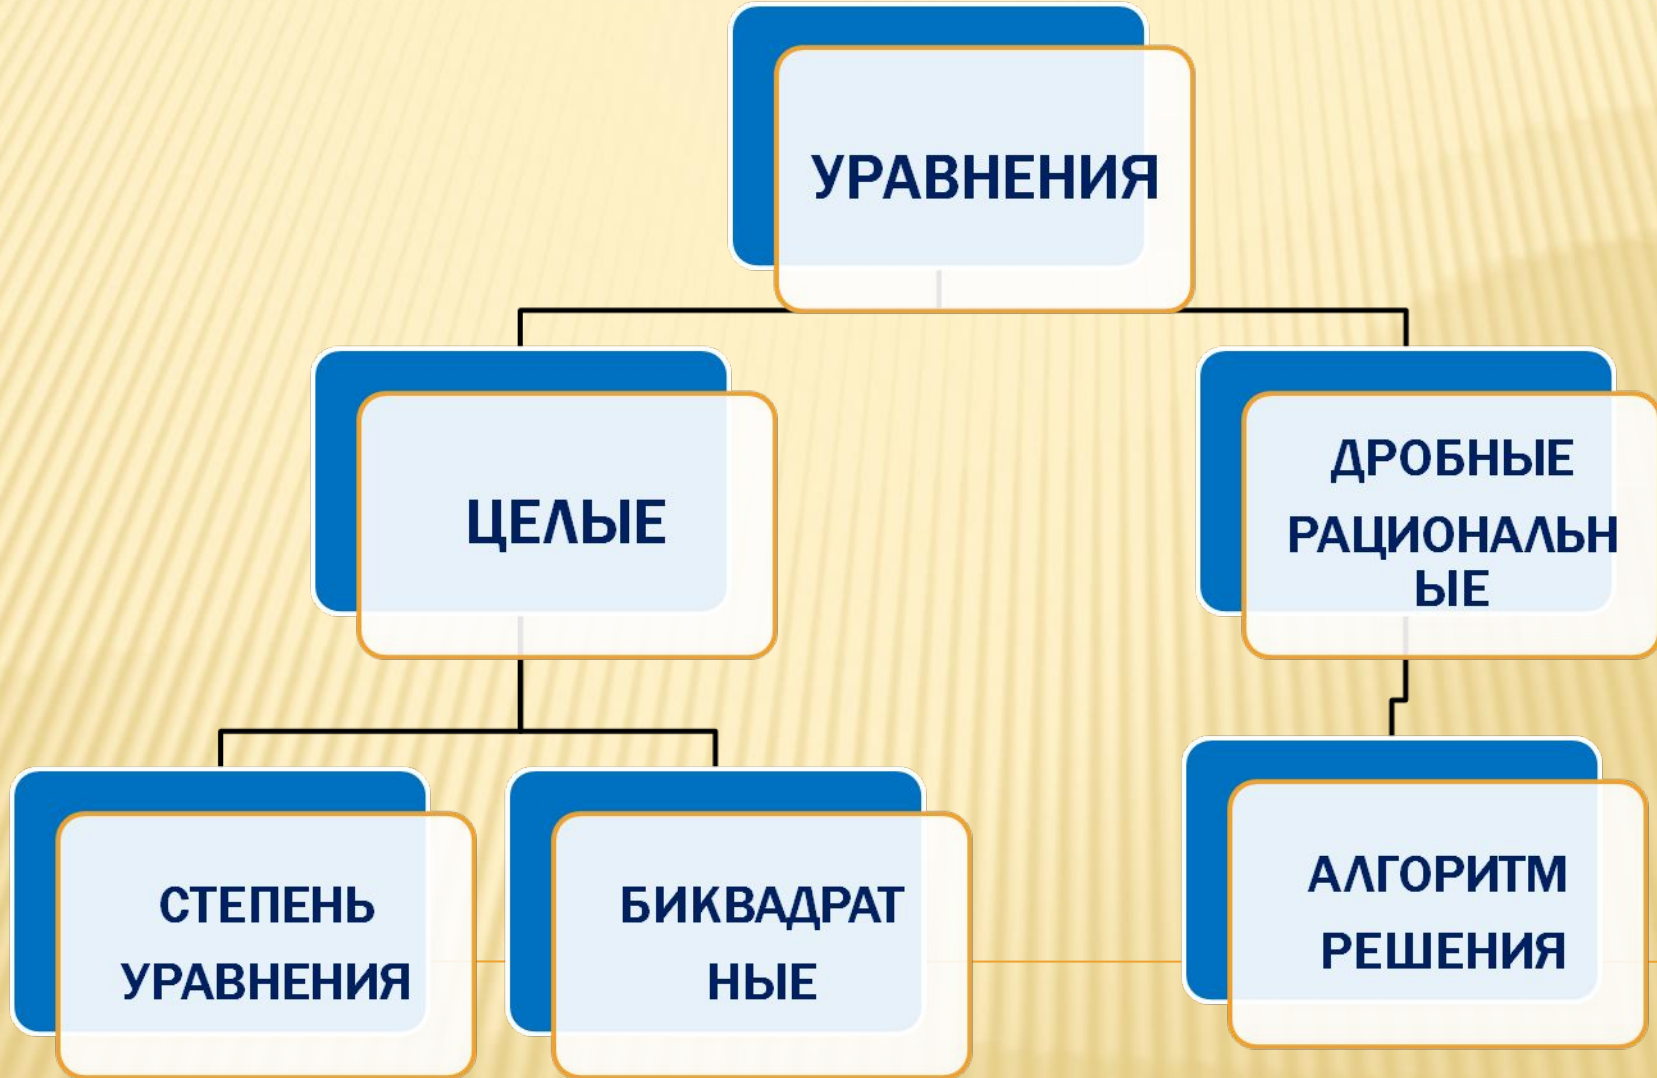 УРАВНЕНИЯ
ЦЕЛЫЕ
ДРОБНЫЕ
РАЦИОНАЛЬН
ЫЕ
СТЕПЕНЬ
УРАВНЕНИЯ
БИКВАДРАТ
НЫЕ
АЛГОРИТМ
РЕШЕНИЯ